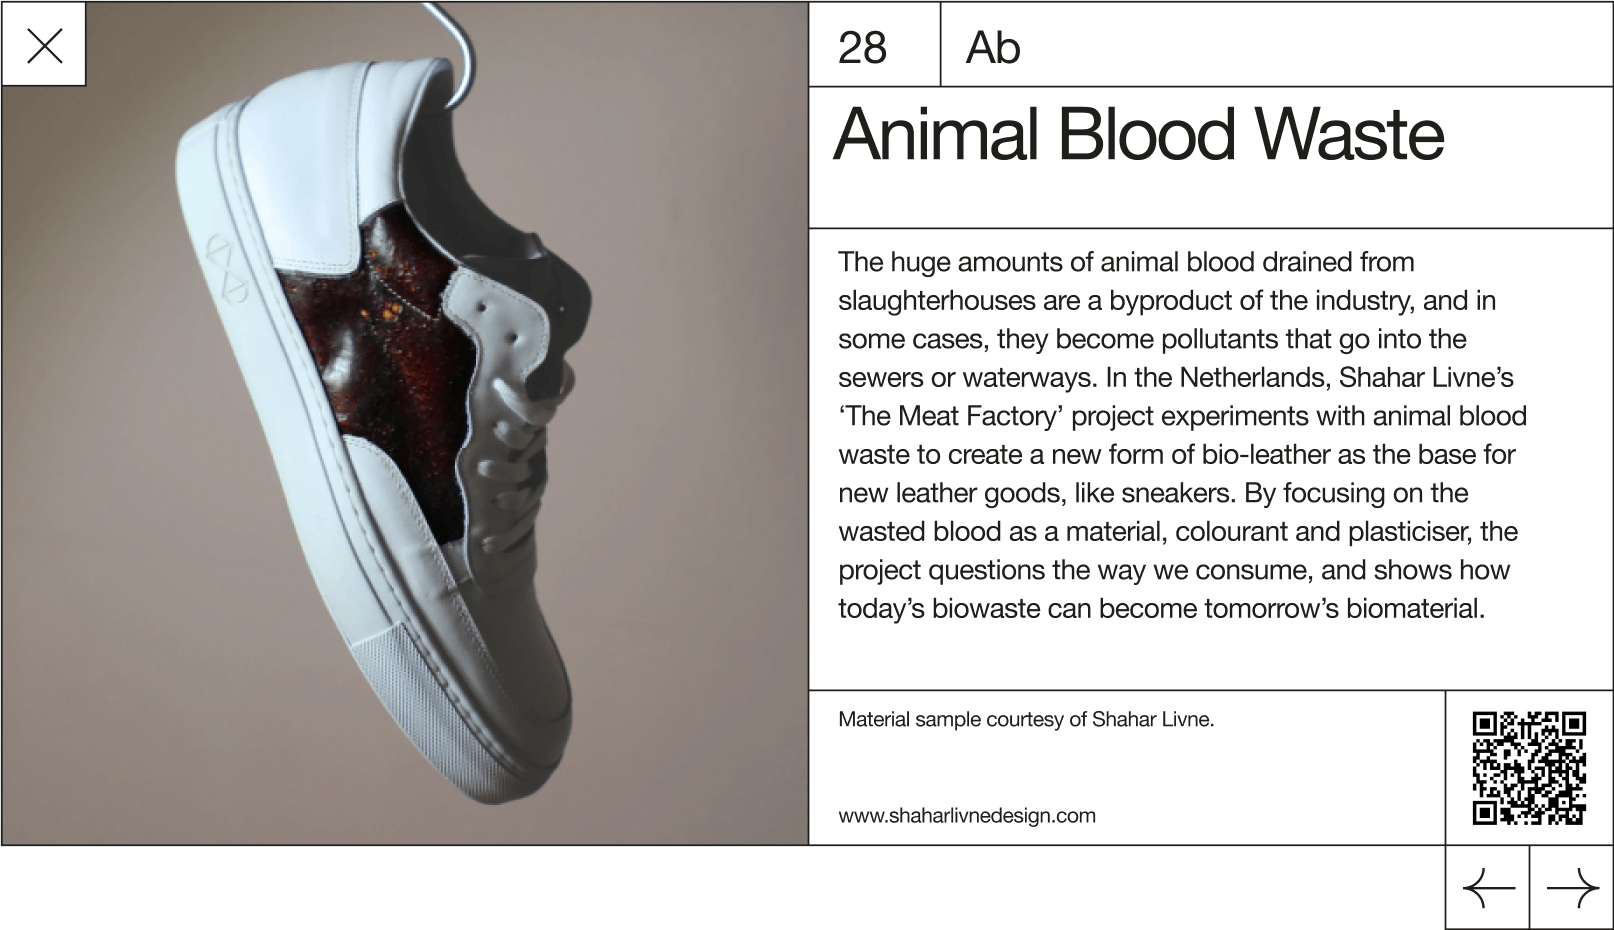 28
Ab
Animal Blood Waste
The huge amounts of animal blood drained from
slaughterhouses are a byproduct of the industry, and in
some cases, they become pollutants that go into the
sewers or waterways. In the Netherlands, Shahar Livne’s
‘The Meat Factory’ project experiments with animal blood
waste to create a new form of bio-leather as the base for
new leather goods, like sneakers. By focusing on the
wasted blood as a material, colourant and plasticiser, the
project questions the way we consume, and shows how
today’s biowaste can become tomorrow’s biomaterial.
Material sample courtesy of Shahar Livne.
www.shaharlivnedesign.com